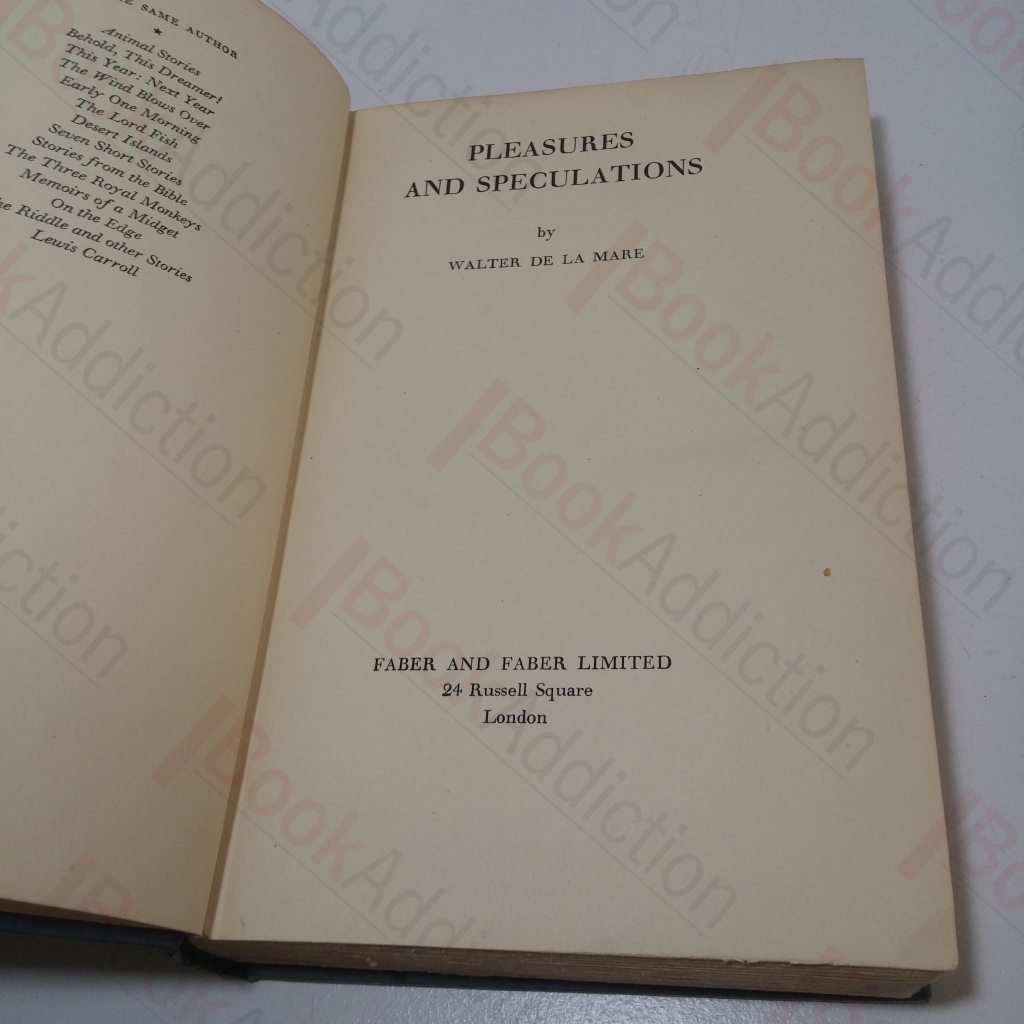 THE SAME AUTHOR
*
Animal Stories
Behold, This Dreamer!
This Year: Next Year
The Wind Blows Over
Early One Morning
The Lord Fish
Desert Islands
Seven Short Stories
Stories from the Bible
The Three Royal Monkeys
Memoirs of a Midget
On the Edge
The Riddle and other Stories
Lewis Carroll
PLEASURES
AND SPECULATIONS
by
WALTER DE LA MARE
FABER AND FABER LIMITED
24 Russell Square
London
BookAddiction